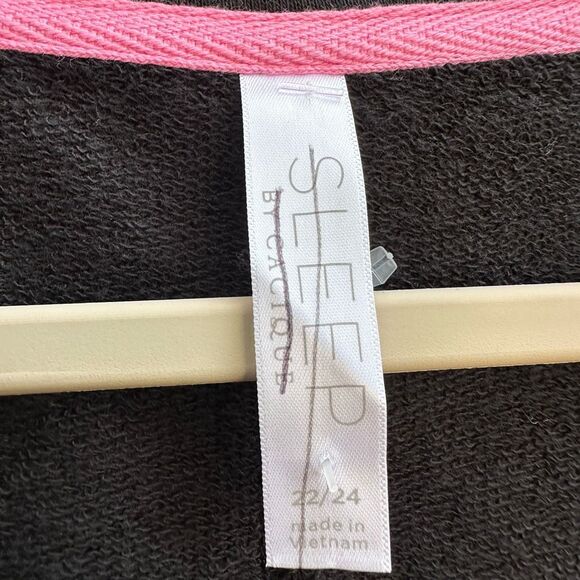 SLEEP
BY CACIQUE
22/24
made in
Vietnam